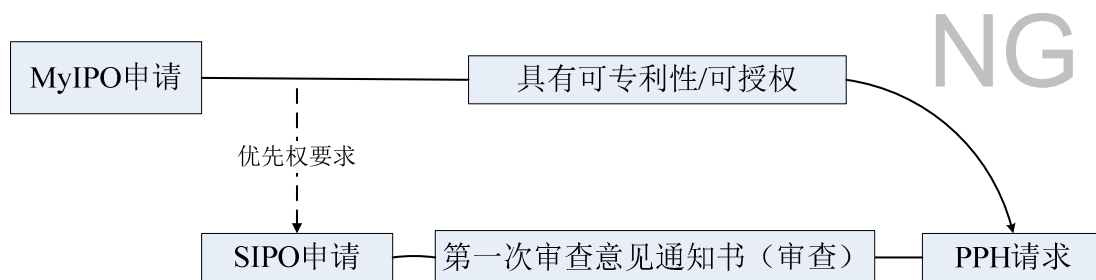 NG
MyIPO申请
具有可专利性/可授权
优先权要求
SIPO申请
第一次审查意见通知书（审查）
PPH请求